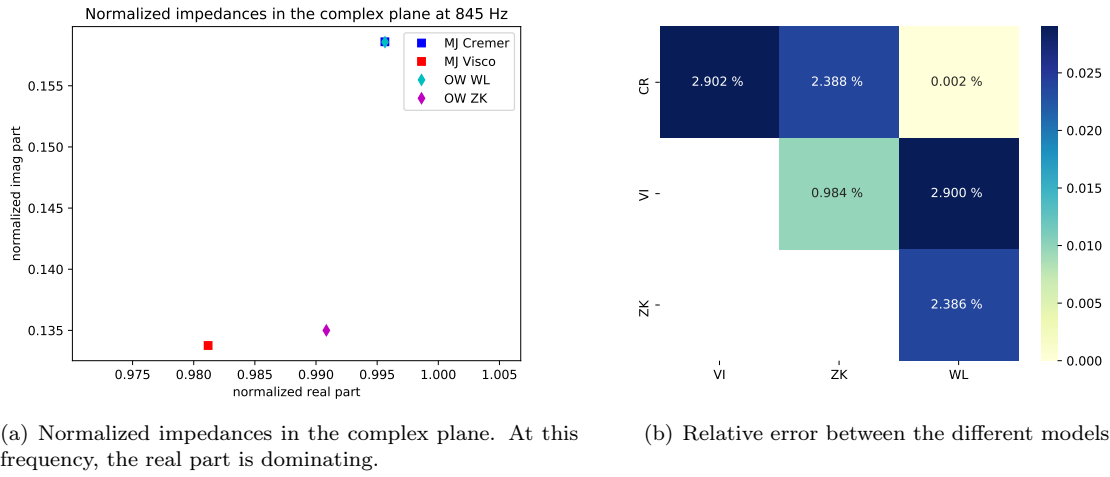 Normalized impedances in the complex plane at 845 Hz
MJ Cremer
MJ Visco
OW WL
OW ZK
0.155
0.150
0.145
0.140
0.135
normalized imag part
0.975 0.980 0.985 0.990 0.995 1.000 1.005
normalized real part
CR
VI
ZK
2.902 % 2.388 % 0.002 %
0.984 % 2.900 %
2.386 %
VI ZK WL
0.025
0.020
0.015
0.010
0.005
0.000
(a) Normalized impedances in the complex plane. At this
frequency, the real part is dominating.
(b) Relative error between the different models